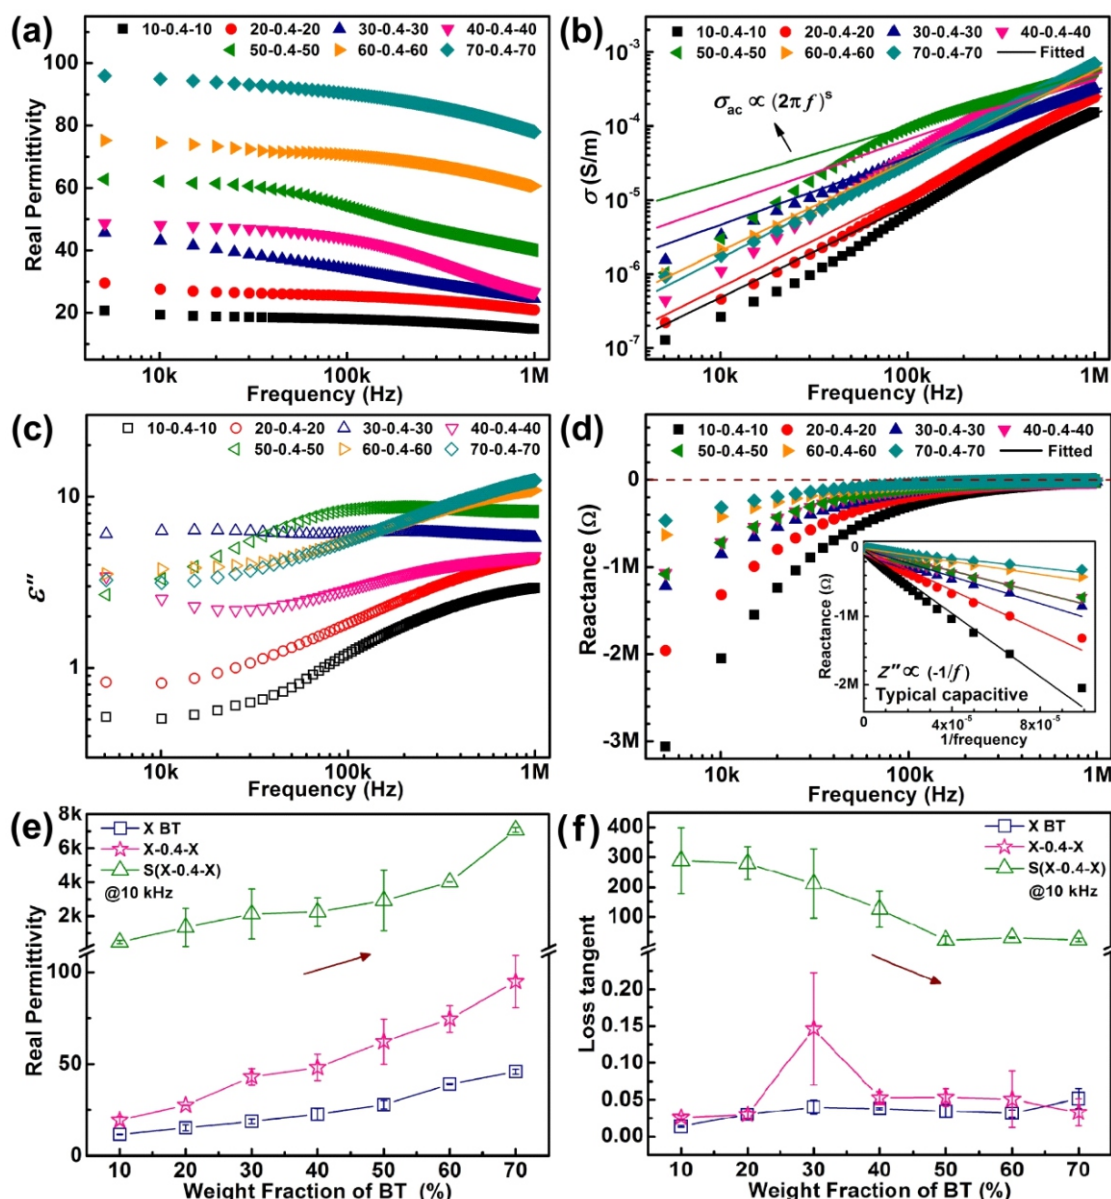 (a)
10-0.4-10 20-0.4-20 30-0.4-30 40-0.4-40
50-0.4-50 60-0.4-60 70-0.4-70
100
80
60
40
20
Real Permittivity
10k 100k 1M
Frequency (Hz)
(b)
10-0.4-10 20-0.4-20 30-0.4-30 40-0.4-40
50-0.4-50 60-0.4-60 70-0.4-70 Fitted
σac ∝ (2πf)^s
10⁻³
10⁻⁴
10⁻⁵
10⁻⁶
10⁻⁷
σ (S/m)
10k 100k 1M
Frequency (Hz)
(c)
10-0.4-10 20-0.4-20 30-0.4-30 40-0.4-40
50-0.4-50 60-0.4-60 70-0.4-70
10
1
ε″
10k 100k 1M
Frequency (Hz)
(d)
10-0.4-10 20-0.4-20 30-0.4-30 40-0.4-40
50-0.4-50 60-0.4-60 70-0.4-70 Fitted
0
-1M
-2M
-3M
Reactance (Ω)
0
-1M
-2M
Reactance (Ω)
z″∝ (-1/f)
Typical capacitive
0 4x10⁻⁵ 8x10⁻⁵
1/frequency
10k 100k 1M
Frequency (Hz)
(e)
X BT
X-0.4-X
S(X-0.4-X)
@10 kHz
8k
6k
4k
2k
100
50
0
Real Permittivity
10 20 30 40 50 60 70
Weight Fraction of BT (%)
(f)
X BT
X-0.4-X
S(X-0.4-X)
@10 kHz
400
300
200
100
0.20
0.15
0.10
0.05
0.00
Loss tangent
10 20 30 40 50 60 70
Weight Fraction of BT (%)